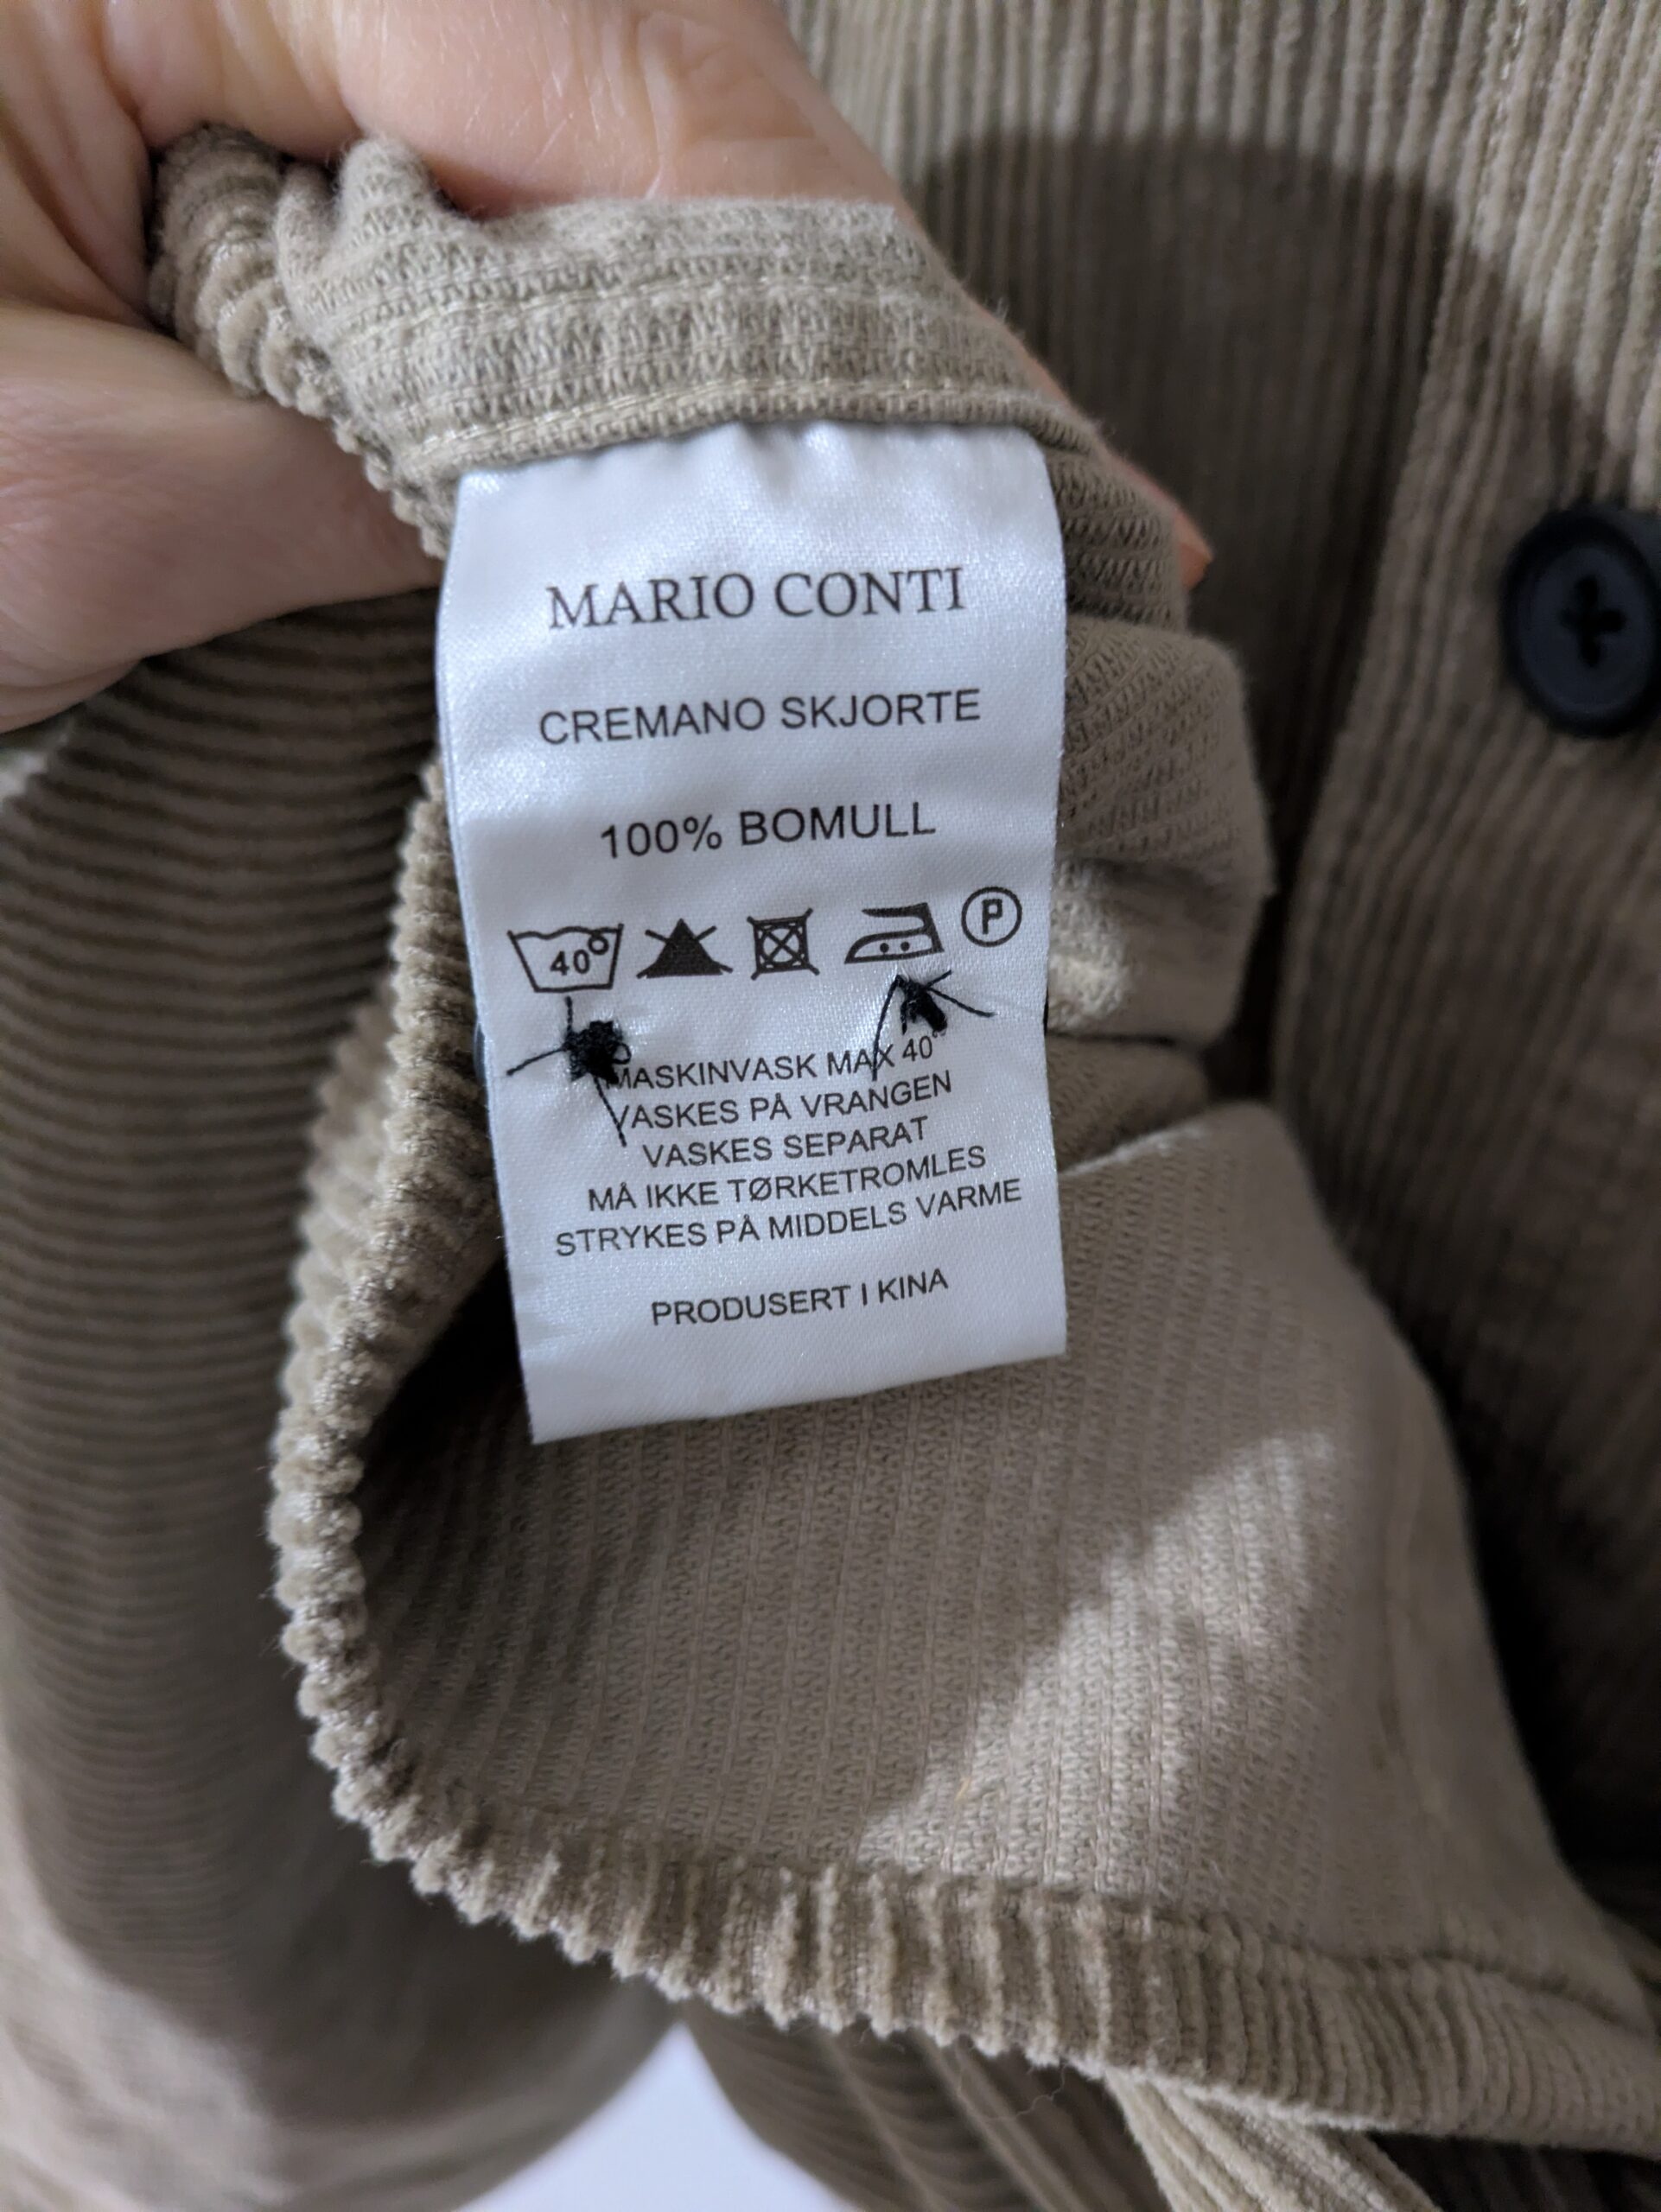 MARIO CONTI
CREMANO SKJORTE
100% BOMULL
40° P
MASKINVASK MAX 40°
VASKES PÅ VRANGEN
VASKES SEPARAT
MÅ IKKE TØRKETROMLES
STRYKES PÅ MIDDELS VARME
PRODUSERT I KINA